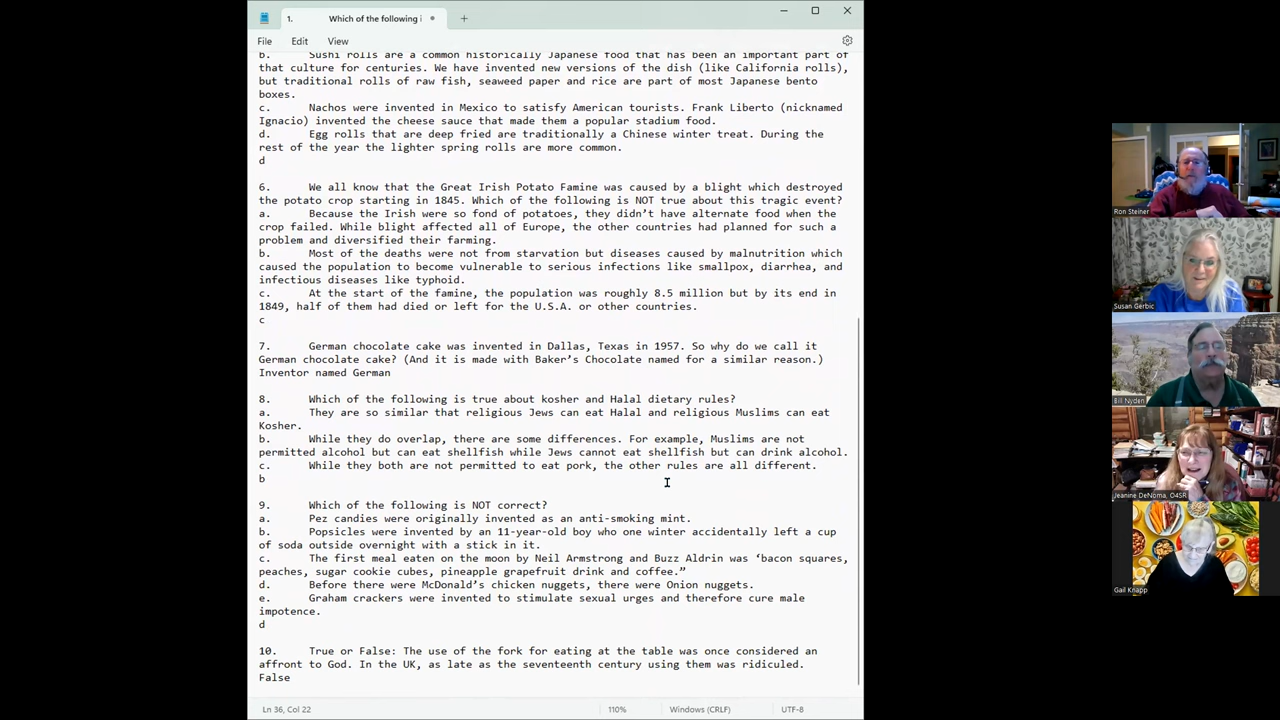 1. Which of the following i
File Edit View
b. Sushi rolls are a common historically Japanese food that has been an important part of
that culture for centuries. We have invented new versions of the dish (like California rolls),
but traditional rolls of raw fish, seaweed paper and rice are part of most Japanese bento
boxes.
c. Nachos were invented in Mexico to satisfy American tourists. Frank Liberto (nicknamed
Ignacio) invented the cheese sauce that made them a popular stadium food.
d. Egg rolls that are deep fried are traditionally a Chinese winter treat. During the
rest of the year the lighter spring rolls are more common.
d
6. We all know that the Great Irish Potato Famine was caused by a blight which destroyed
the potato crop starting in 1845. Which of the following is NOT true about this tragic event?
a. Because the Irish were so fond of potatoes, they didn’t have alternate food when the
crop failed. While blight affected all of Europe, the other countries had planned for such a
problem and diversified their farming.
b. Most of the deaths were not from starvation but diseases caused by malnutrition which
caused the population to become vulnerable to serious infections like smallpox, diarrhea, and
infectious diseases like typhoid.
c. At the start of the famine, the population was roughly 8.5 million but by its end in
1849, half of them had died or left for the U.S.A. or other countries.
c
7. German chocolate cake was invented in Dallas, Texas in 1957. So why do we call it
German chocolate cake? (And it is made with Baker’s Chocolate named for a similar reason.)
Inventor named German
8. Which of the following is true about kosher and Halal dietary rules?
a. They are so similar that religious Jews can eat Halal and religious Muslims can eat
Kosher.
b. While they do overlap, there are some differences. For example, Muslims are not
permitted alcohol but can eat shellfish while Jews cannot eat shellfish but can drink alcohol.
c. While they both are not permitted to eat pork, the other rules are all different.
b
9. Which of the following is NOT correct?
a. Pez candies were originally invented as an anti-smoking mint.
b. Popsicles were invented by an 11-year-old boy who one winter accidentally left a cup
of soda outside overnight with a stick in it.
c. The first meal eaten on the moon by Neil Armstrong and Buzz Aldrin was ‘bacon squares,
peaches, sugar cookie cubes, pineapple grapefruit drink and coffee.”
d. Before there were McDonald’s chicken nuggets, there were Onion nuggets.
e. Graham crackers were invented to stimulate sexual urges and therefore cure male
impotence.
d
10. True or False: The use of the fork for eating at the table was once considered an
affront to God. In the UK, as late as the seventeenth century using them was ridiculed.
False
Ln 36, Col 22 110% Windows (CRLF) UTF-8
Ron Steiner
Susan Gerbic
Bill Nyden
Jeanine DeNoma, O4SR
Gail Knapp